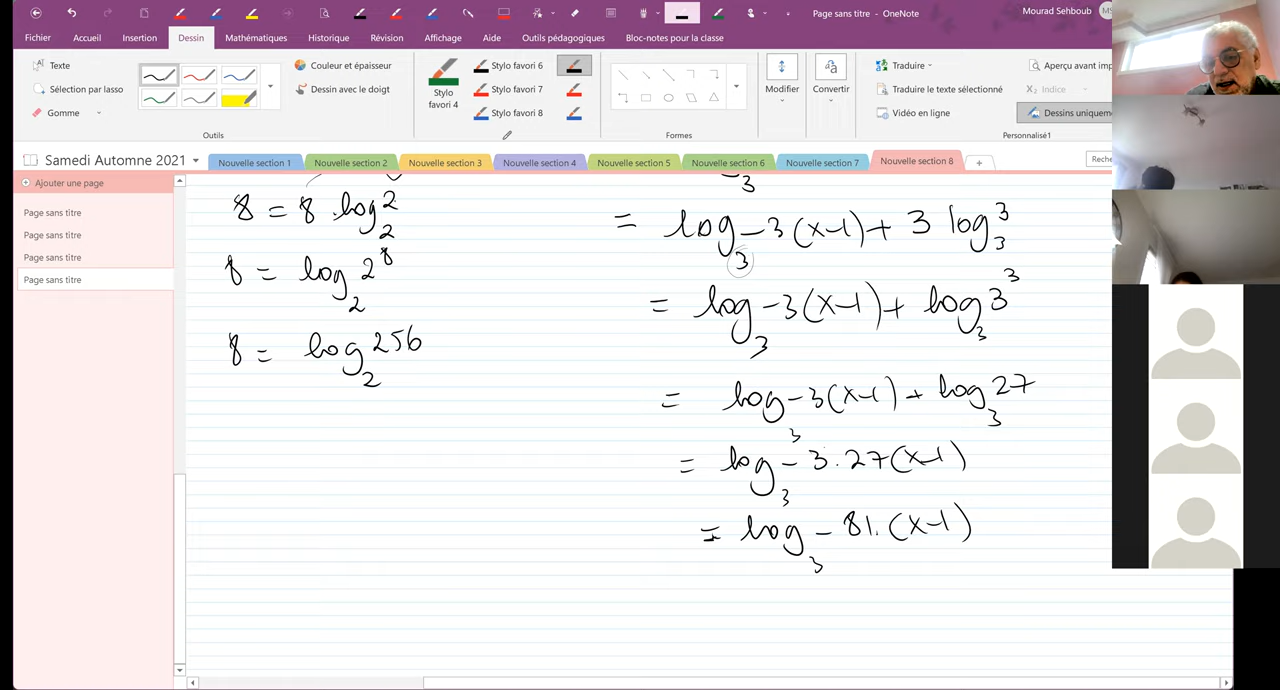 Page sans titre - OneNote
Mourad Sehboub
MS
Fichier Accueil Insertion Dessin Mathématiques Historique Révision Affichage Aide Outils pédagogiques Bloc-notes pour la classe
Texte
Sélection par lasso
Gomme
Outils
Couleur et épaisseur
Dessin avec le doigt
Stylo favori 4
Stylo favori 6
Stylo favori 7
Stylo favori 8
Formes
Modifier
Convertir
Traduire
Traduire le texte sélectionné
Vidéo en ligne
Aperçu avant imp
Indice
Dessins uniqueme
Personnalisé1
Samedi Automne 2021
Nouvelle section 1 Nouvelle section 2 Nouvelle section 3 Nouvelle section 4 Nouvelle section 5 Nouvelle section 6 Nouvelle section 7 Nouvelle section 8 +
Reche
Ajouter une page
Page sans titre
Page sans titre
Page sans titre
Page sans titre
8 = 8 · log₂ 2
8 = log₂ 2⁸
8 = log₂ 256
3
= log₃ −3(x−1) + 3 log₃ 3
= log₃ −3(x−1) + log₃ 3³
= log₃ −3(x−1) + log₃ 27
= log₃ −3·27(x−1)
= log₃ −81·(x−1)